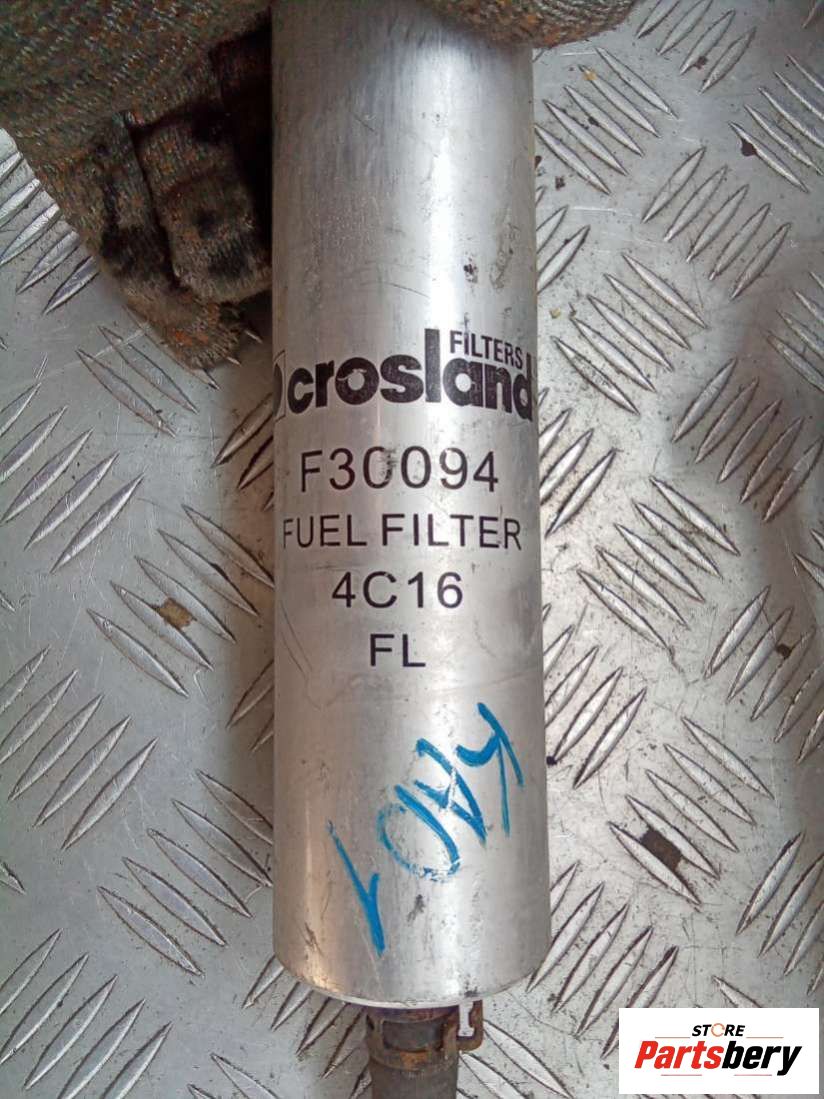 FILTERS
crosland
F30094
FUEL FILTER
4C16
FL
STORE
Partsbery